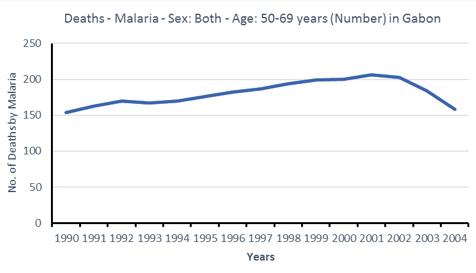 Deaths - Malaria - Sex: Both - Age: 50-69 years (Number) in Gabon
250
200
150
100
50
0
No. of Deaths by Malaria
1990 1991 1992 1993 1994 1995 1996 1997 1998 1999 2000 2001 2002 2003 2004
Years